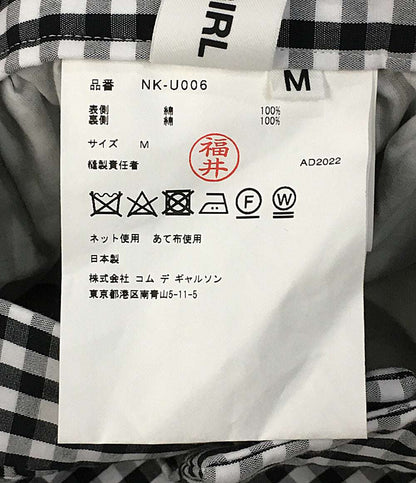 IRL
M
品番 NK-U006
表側 綿 100%
裏側 綿 100%
サイズ M
縫製責任者 福井 AD2022
F W
ネット使用 あて布使用
日本製
株式会社 コム デ ギャルソン
東京都港区南青山5-11-5